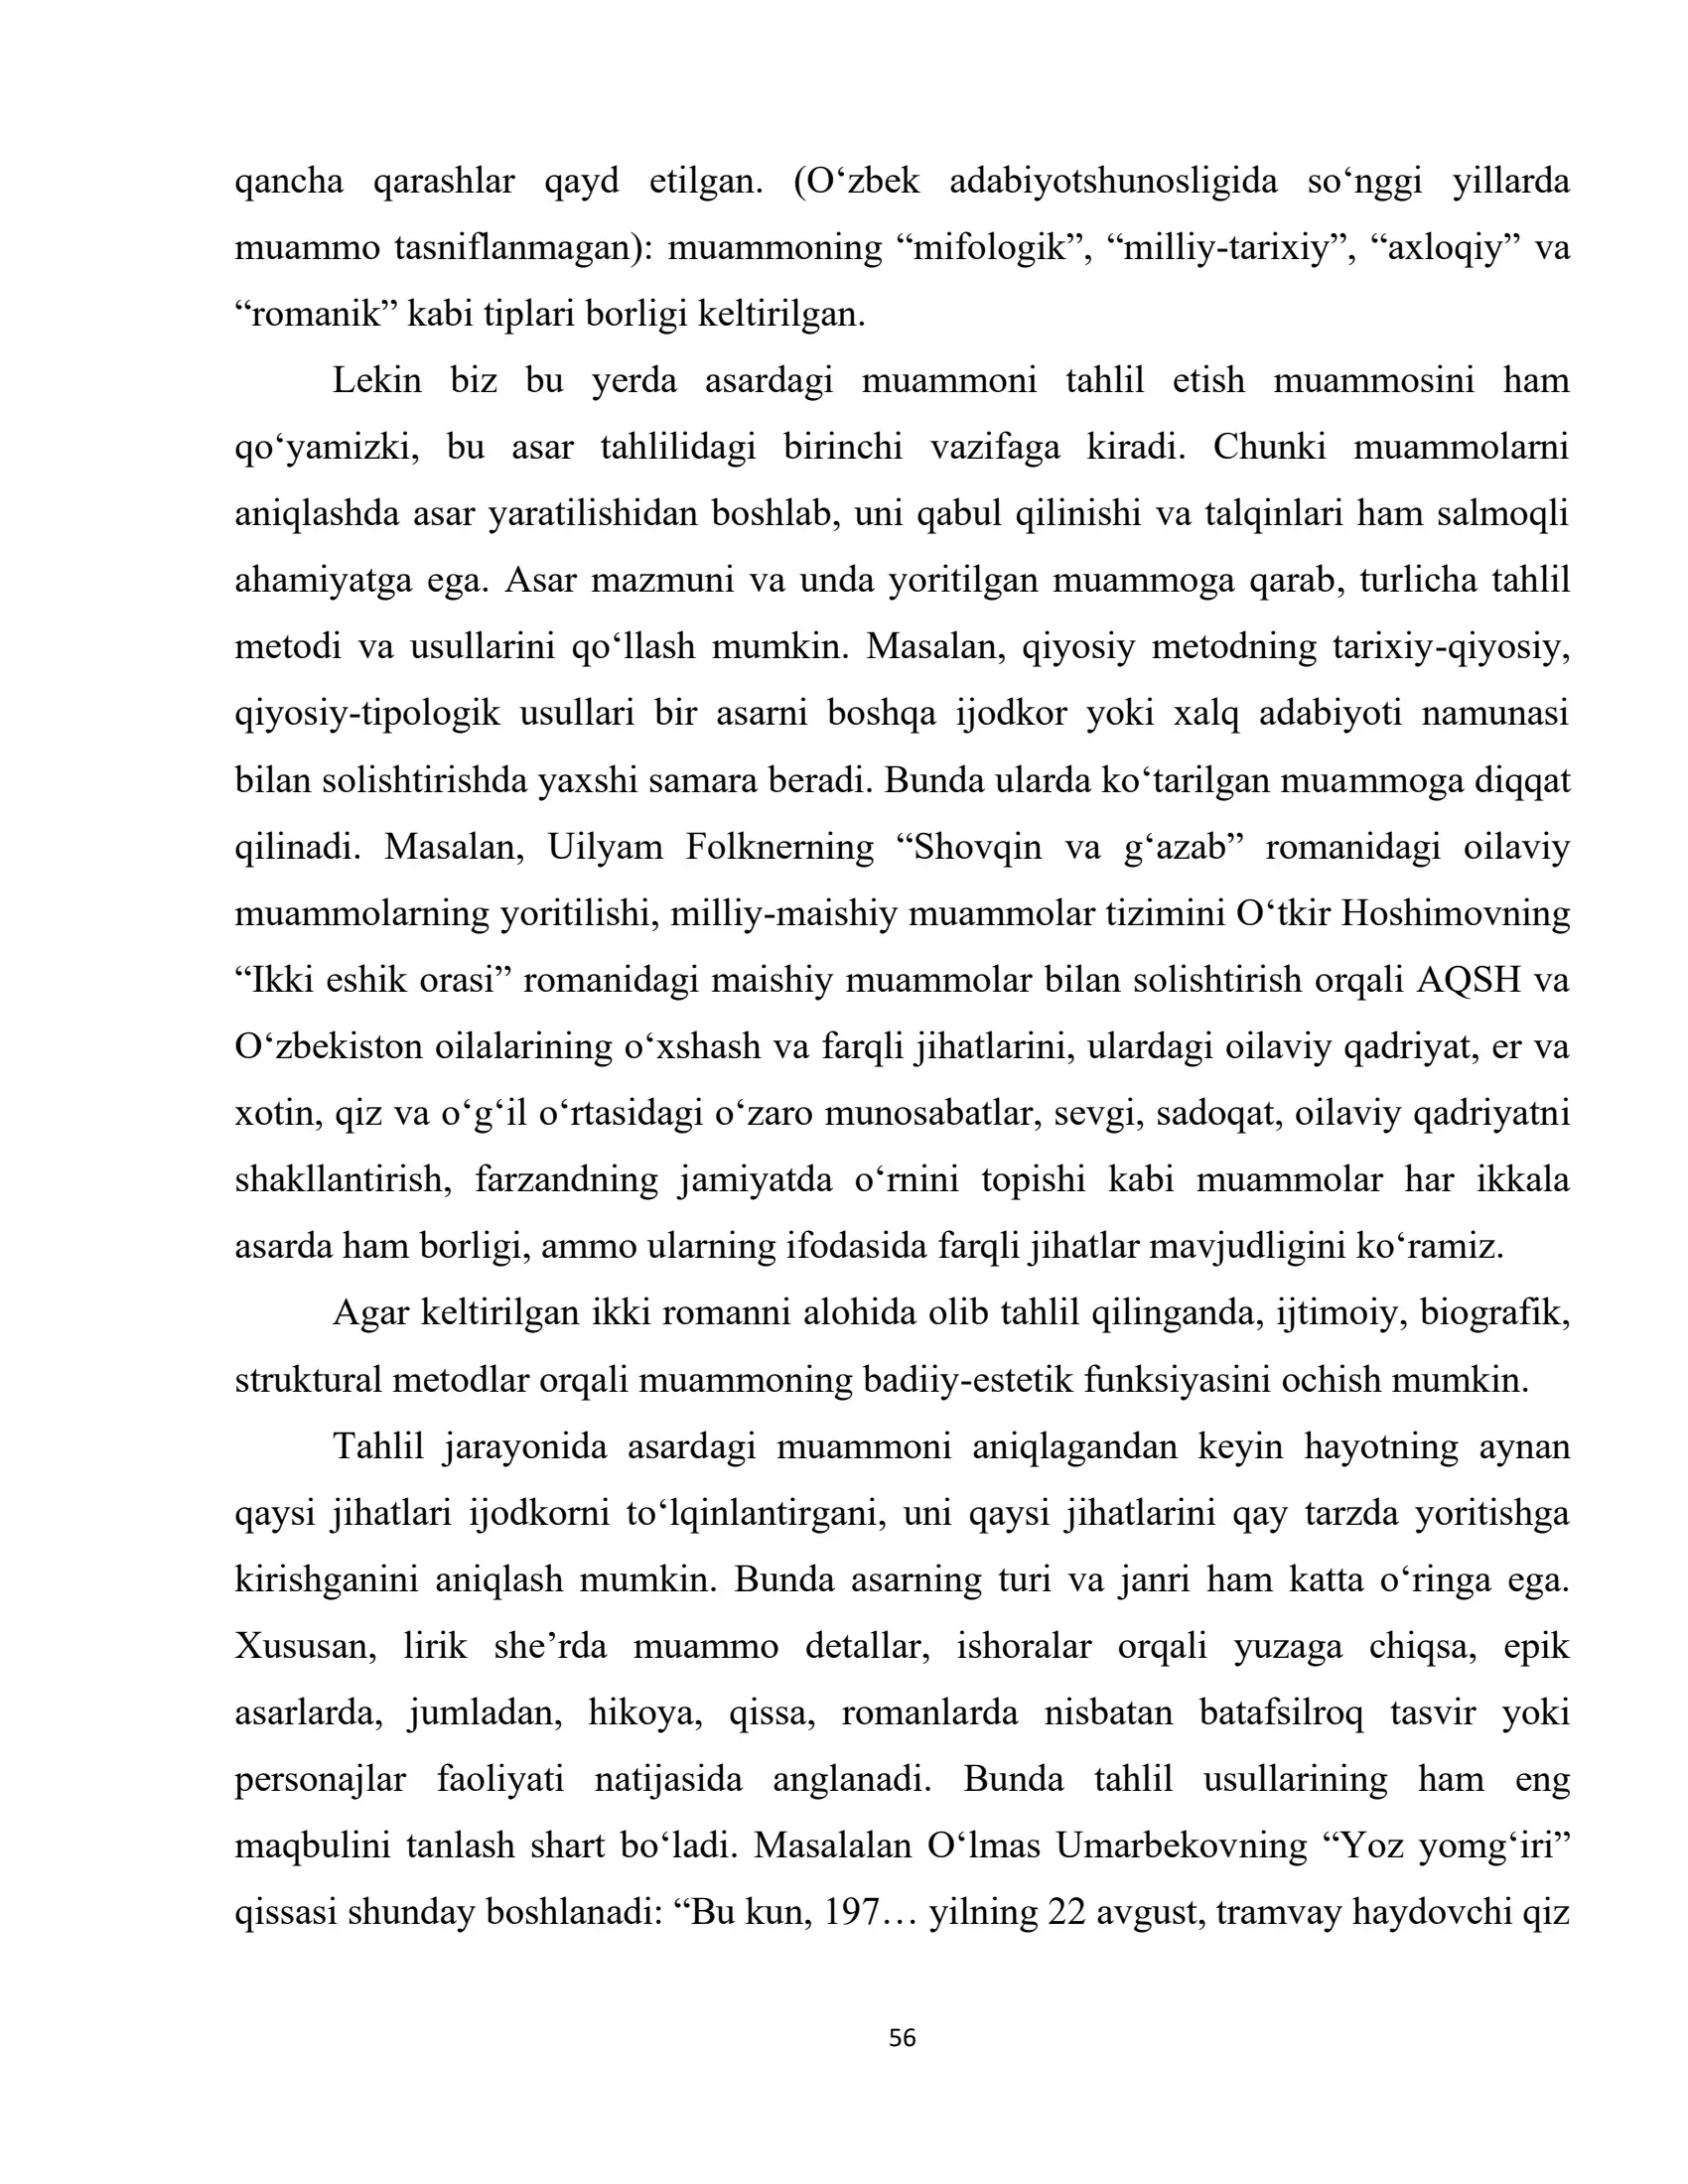 qancha qarashlar qayd etilgan. (O‘zbek adabiyotshunosligida so‘nggi yillarda
muammo tasniflanmagan): muammoning “mifologik”, “milliy-tarixiy”, “axloqiy” va
“romanik” kabi tiplari borligi keltirilgan.
Lekin biz bu yerda asardagi muammoni tahlil etish muammosini ham
qo‘yamizki, bu asar tahlilidagi birinchi vazifaga kiradi. Chunki muammolarni
aniqlashda asar yaratilishidan boshlab, uni qabul qilinishi va talqinlari ham salmoqli
ahamiyatga ega. Asar mazmuni va unda yoritilgan muammoga qarab, turlicha tahlil
metodi va usullarini qo‘llash mumkin. Masalan, qiyosiy metodning tarixiy-qiyosiy,
qiyosiy-tipologik usullari bir asarni boshqa ijodkor yoki xalq adabiyoti namunasi
bilan solishtirishda yaxshi samara beradi. Bunda ularda ko‘tarilgan muammoga diqqat
qilinadi. Masalan, Uilyam Folknerning “Shovqin va g‘azab” romanidagi oilaviy
muammolarning yoritilishi, milliy-maishiy muammolar tizimini O‘tkir Hoshimovning
“Ikki eshik orasi” romanidagi maishiy muammolar bilan solishtirish orqali AQSH va
O‘zbekiston oilalarining o‘xshash va farqli jihatlarini, ulardagi oilaviy qadriyat, er va
xotin, qiz va o‘g‘il o‘rtasidagi o‘zaro munosabatlar, sevgi, sadoqat, oilaviy qadriyatni
shakllantirish, farzandning jamiyatda o‘rnini topishi kabi muammolar har ikkala
asarda ham borligi, ammo ularning ifodasida farqli jihatlar mavjudligini ko‘ramiz.
Agar keltirilgan ikki romanni alohida olib tahlil qilinganda, ijtimoiy, biografik,
struktural metodlar orqali muammoning badiiy-estetik funksiyasini ochish mumkin.
Tahlil jarayonida asardagi muammoni aniqlagandan keyin hayotning aynan
qaysi jihatlari ijodkorni to‘lqinlantirgani, uni qaysi jihatlarini qay tarzda yoritishga
kirishganini aniqlash mumkin. Bunda asarning turi va janri ham katta o‘ringa ega.
Xususan, lirik she’rda muammo detallar, ishoralar orqali yuzaga chiqsa, epik
asarlarda, jumladan, hikoya, qissa, romanlarda nisbatan batafsilroq tasvir yoki
personajlar faoliyati natijasida anglanadi. Bunda tahlil usullarining ham eng
maqbulini tanlash shart bo‘ladi. Masalalan O‘lmas Umarbekovning “Yoz yomg‘iri”
qissasi shunday boshlanadi: “Bu kun, 197… yilning 22 avgust, tramvay haydovchi qiz
56